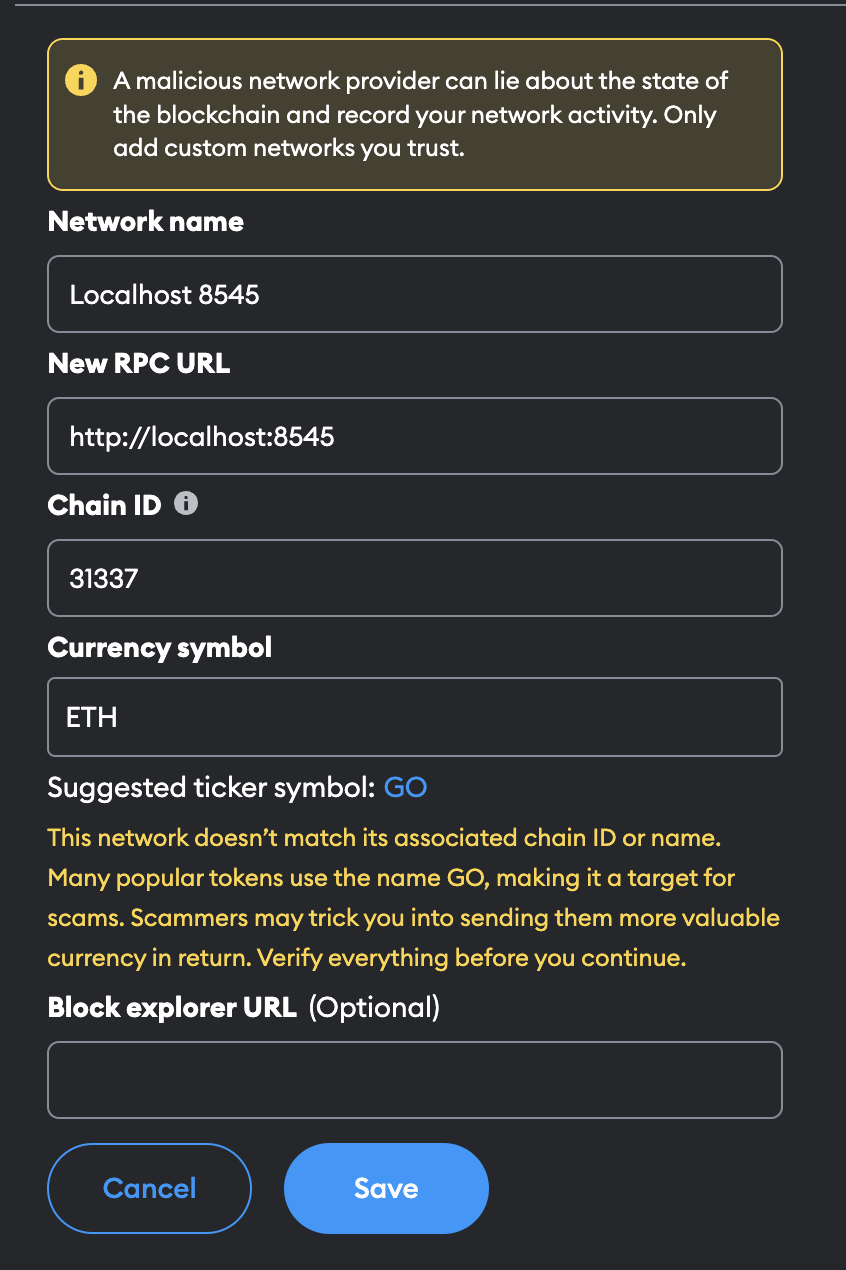 A malicious network provider can lie about the state of
the blockchain and record your network activity. Only
add custom networks you trust.
Network name
Localhost 8545
New RPC URL
http://localhost:8545
Chain ID
31337
Currency symbol
ETH
Suggested ticker symbol: GO
This network doesn’t match its associated chain ID or name.
Many popular tokens use the name GO, making it a target for
scams. Scammers may trick you into sending them more valuable
currency in return. Verify everything before you continue.
Block explorer URL (Optional)
Cancel Save